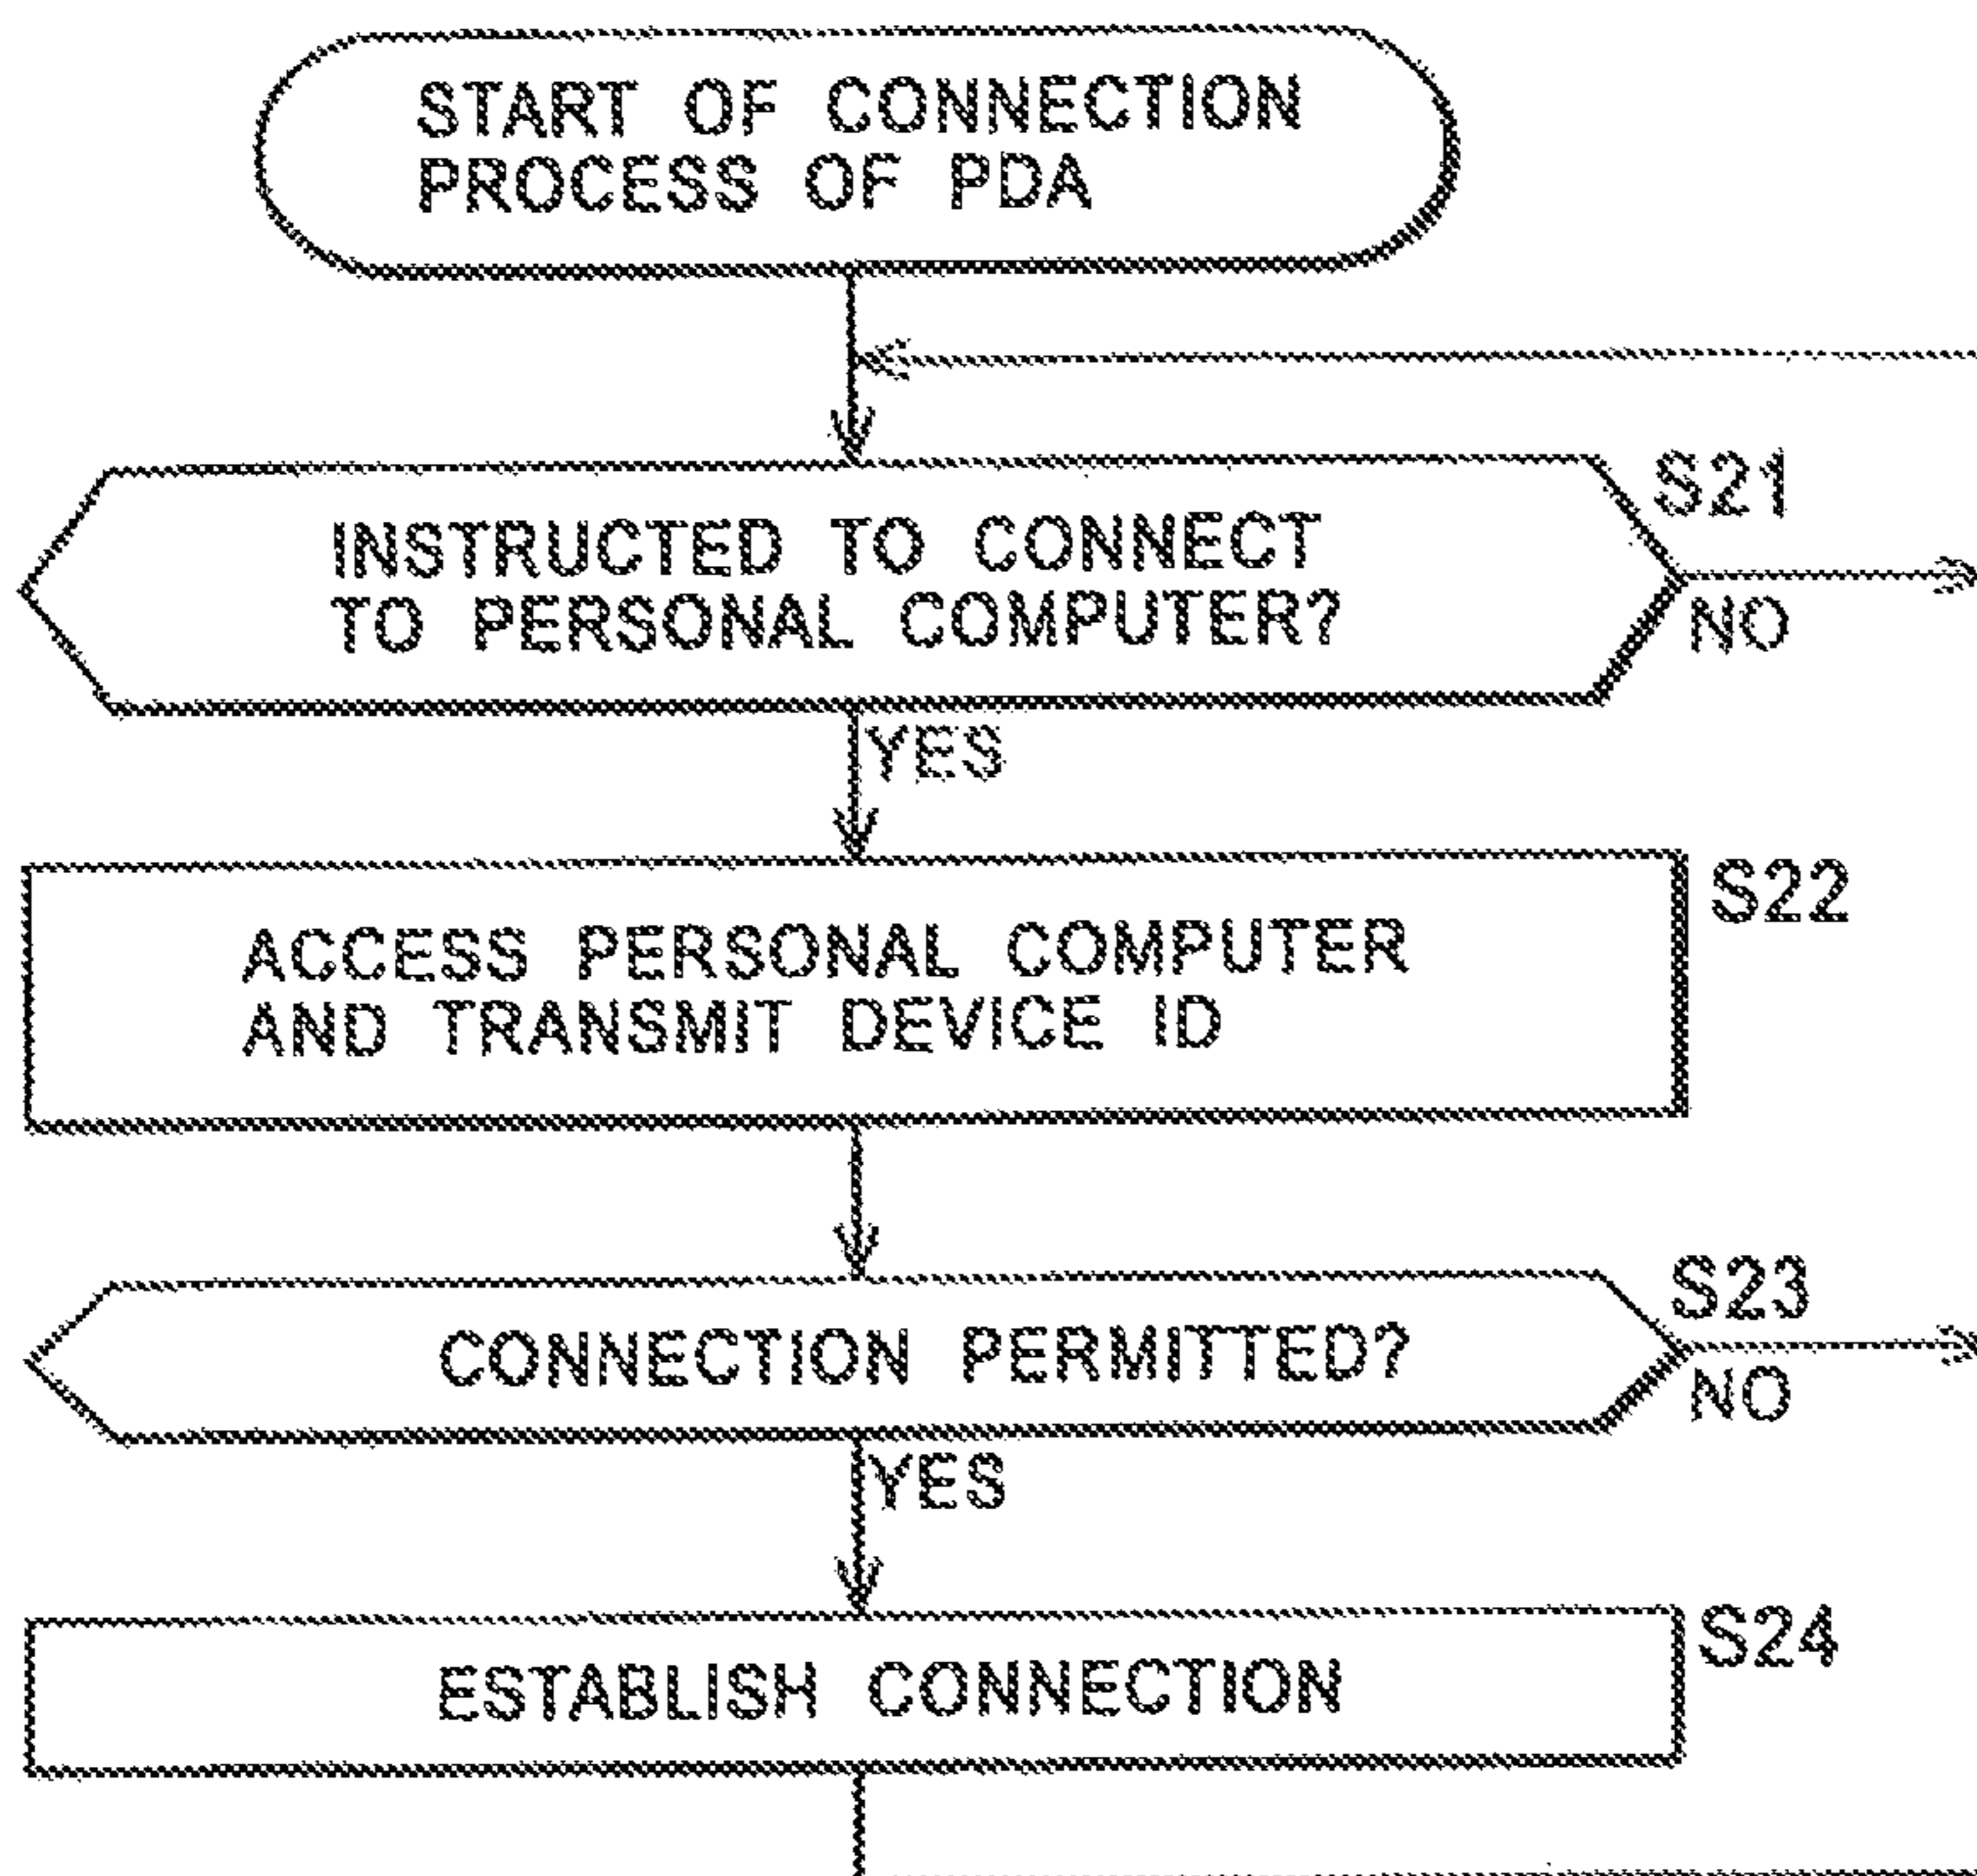 START OF CONNECTION
PROCESS OF PDA
S21
INSTRUCTED TO CONNECT
TO PERSONAL COMPUTER?
NO
YES
S22
ACCESS PERSONAL COMPUTER
AND TRANSMIT DEVICE ID
S23
CONNECTION PERMITTED?
NO
YES
S24
ESTABLISH CONNECTION